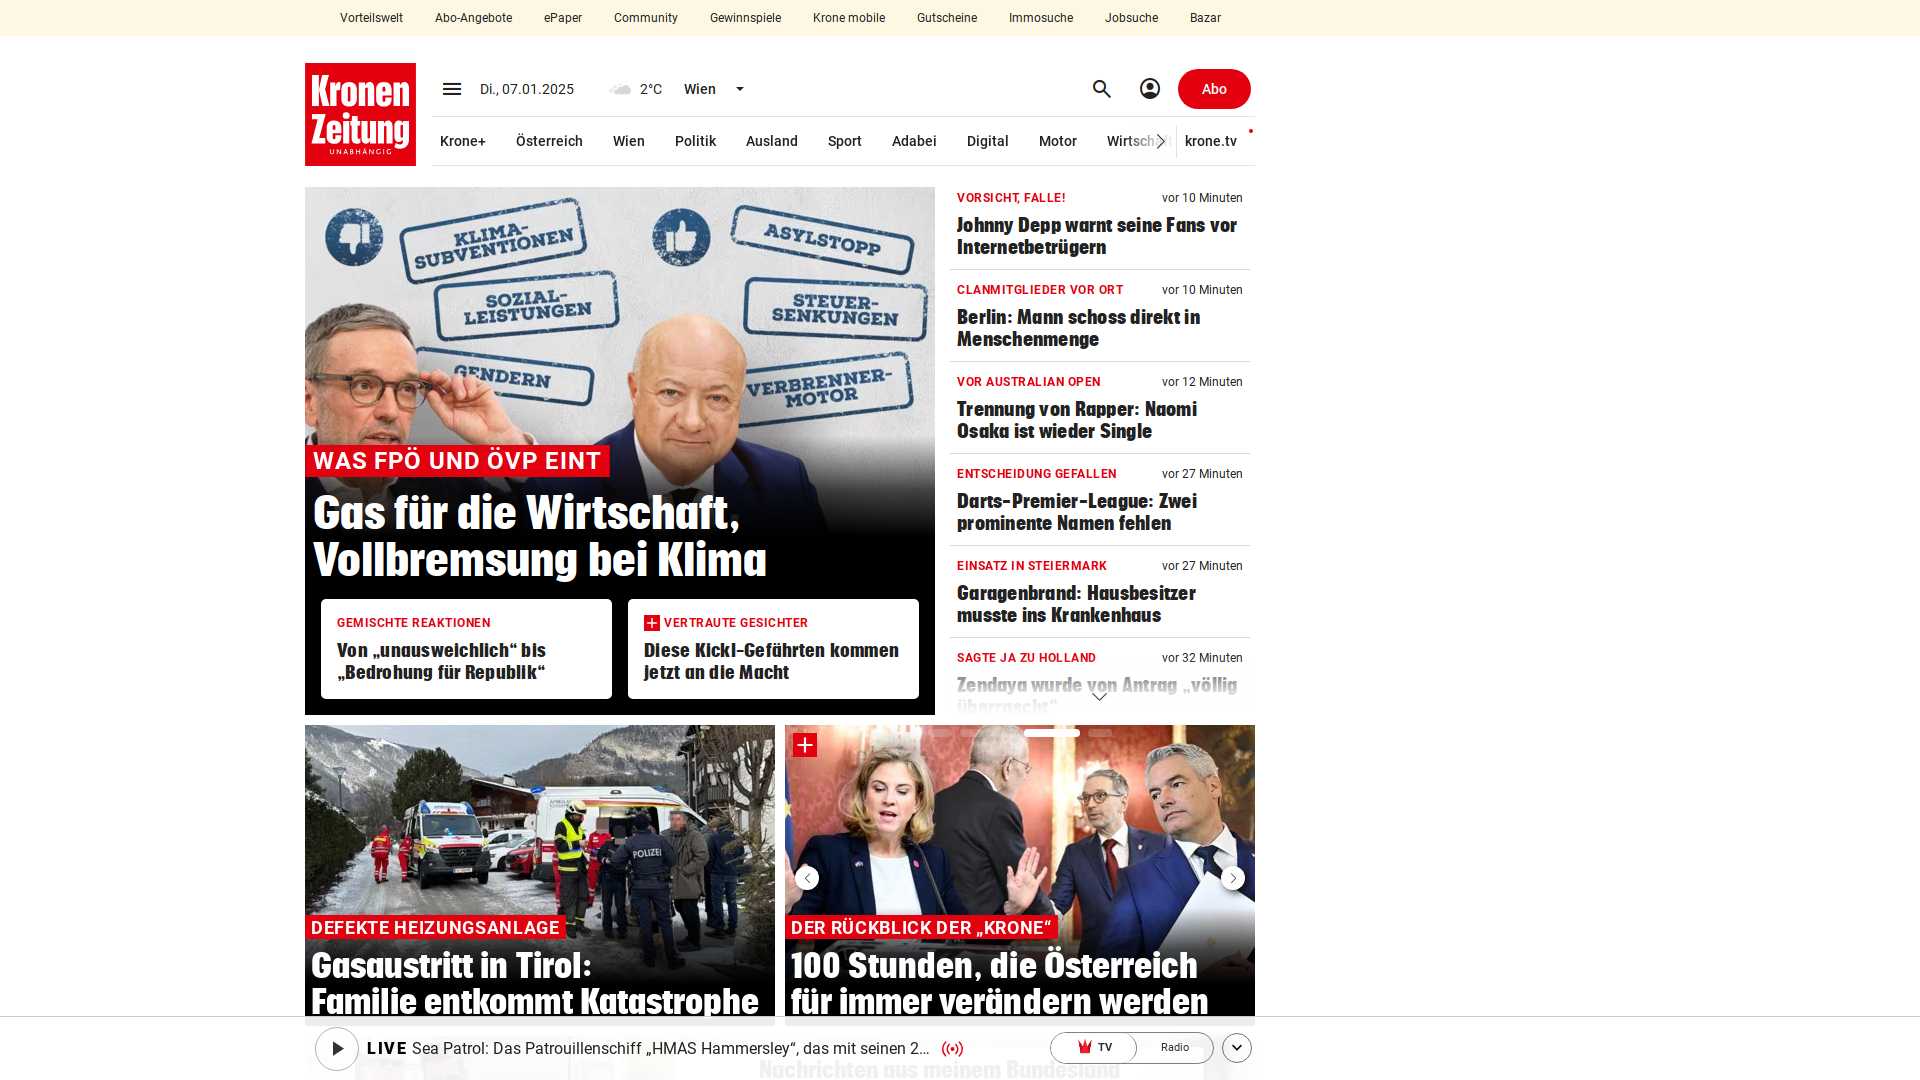 Vorteilswelt Abo-Angebote ePaper Community Gewinnspiele Krone mobile Gutscheine Immosuche Jobsuche Bazar
Kronen
Zeitung
UNABHÄNGIG
Di., 07.01.2025 2°C Wien Abo
Krone+ Österreich Wien Politik Ausland Sport Adabei Digital Motor Wirtschaft krone.tv
KLIMA-
SUBVENTIONEN
SOZIAL-
LEISTUNGEN
GENDERN
ASYLSTOPP
STEUER-
SENKUNGEN
VERBRENNER-
MOTOR
WAS FPÖ UND ÖVP EINT
Gas für die Wirtschaft,
Vollbremsung bei Klima
GEMISCHTE REAKTIONEN
Von „unausweichlich“ bis
„Bedrohung für Republik“
VERTRAUTE GESICHTER
Diese Kickl-Gefährten kommen
jetzt an die Macht
VORSICHT, FALLE! vor 10 Minuten
Johnny Depp warnt seine Fans vor
Internetbetrügern
CLANMITGLIEDER VOR ORT vor 10 Minuten
Berlin: Mann schoss direkt in
Menschenmenge
VOR AUSTRALIAN OPEN vor 12 Minuten
Trennung von Rapper: Naomi
Osaka ist wieder Single
ENTSCHEIDUNG GEFALLEN vor 27 Minuten
Darts-Premier-League: Zwei
prominente Namen fehlen
EINSATZ IN STEIERMARK vor 27 Minuten
Garagenbrand: Hausbesitzer
musste ins Krankenhaus
SAGTE JA ZU HOLLAND vor 32 Minuten
Zendaya wurde von Antrag „völlig
überrascht“
POLIZEI
DEFEKTE HEIZUNGSANLAGE
Gasaustritt in Tirol:
Familie entkommt Katastrophe
DER RÜCKBLICK DER „KRONE“
100 Stunden, die Österreich
für immer verändern werden
LIVE Sea Patrol: Das Patrouillenschiff „HMAS Hammersley“, das mit seinen 2... TV Radio
Nachrichten aus meinem Bundesland